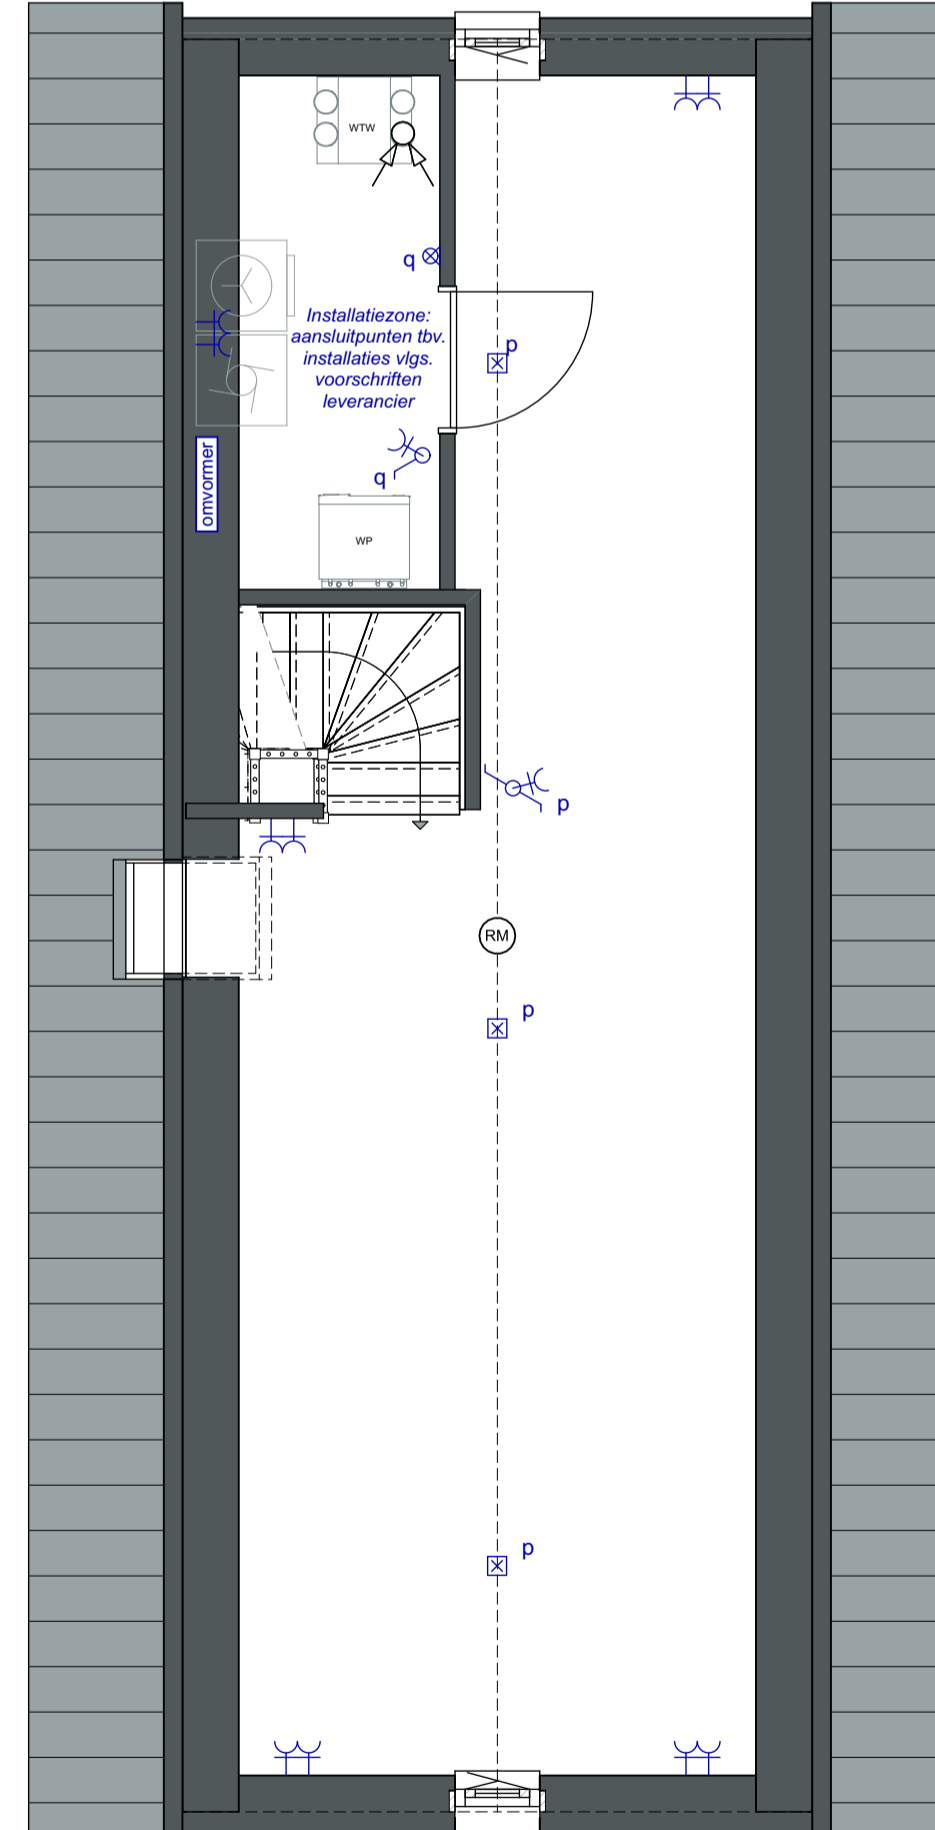 WTW
q
Installatiezone:
aansluitpunten tbv.
installaties vlgs.
voorschriften
leverancier
p
omvormer
q
WP
p
RM
p
p